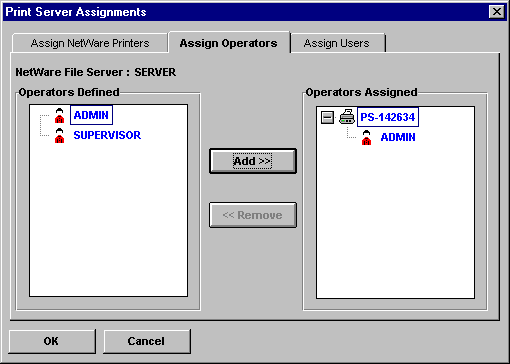 Print Server Assignments
Assign NetWare Printers
Assign Operators
Assign Users
NetWare File Server : SERVER
Operators Defined
ADMIN
SUPERVISOR
Add >>
<< Remove
Operators Assigned
PS-142634
ADMIN
OK
Cancel